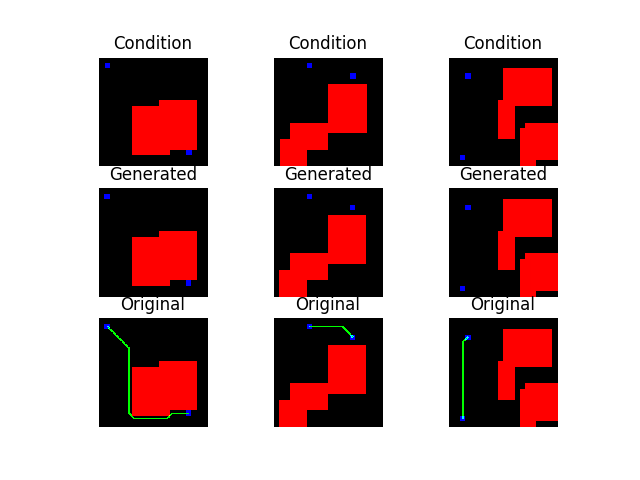 Condition
Condition
Condition
Generated
Generated
Generated
Original
Original
Original